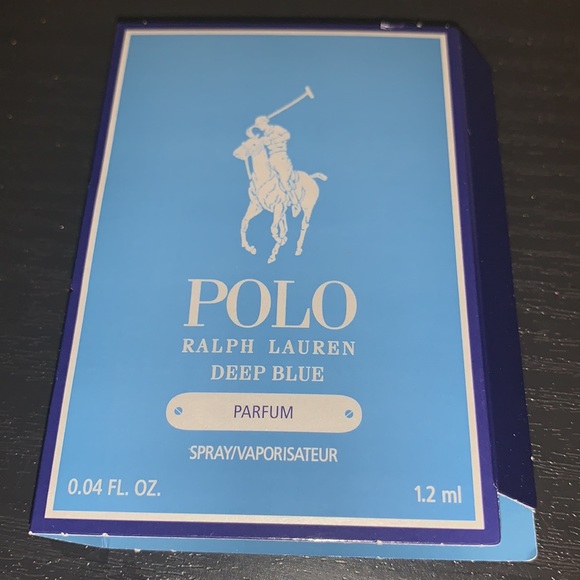 POLO
RALPH LAUREN
DEEP BLUE
PARFUM
SPRAY/VAPORISATEUR
0.04 FL. OZ. 1.2 ml